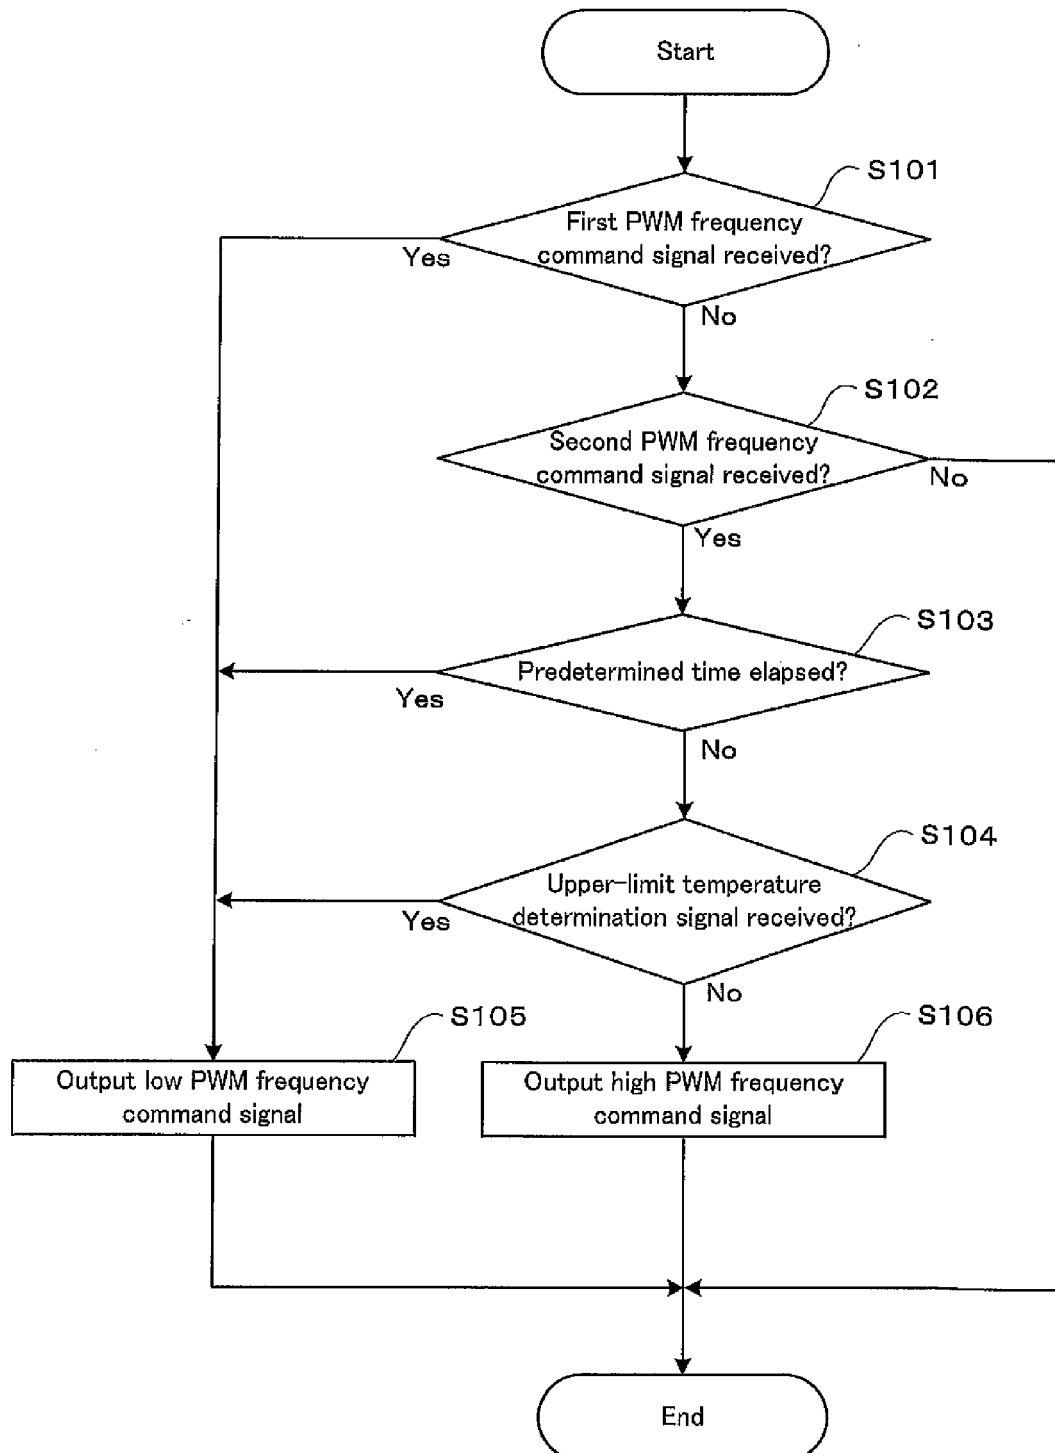 Start
S101
First PWM frequency
command signal received?
Yes
No
S102
Second PWM frequency
command signal received?
No
Yes
S103
Predetermined time elapsed?
Yes
No
S104
Upper-limit temperature
determination signal received?
Yes
No
S105
S106
Output low PWM frequency
command signal
Output high PWM frequency
command signal
End